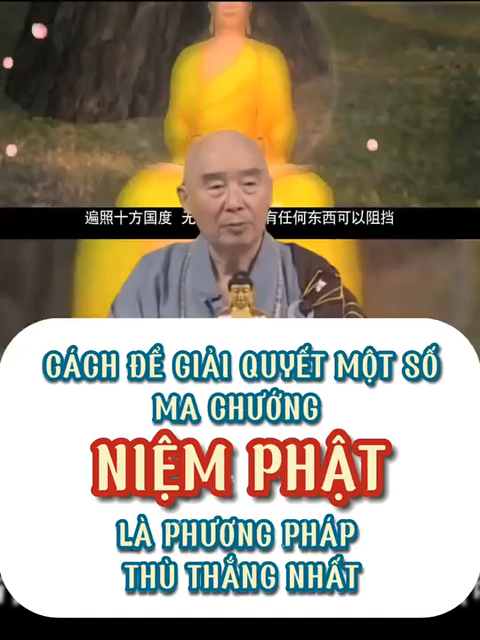 遍照十方国度 无 有任何东西可以阻挡
CÁCH ĐỂ GIẢI QUYẾT MỘT SỐ
MA CHƯỚNG
NIỆM PHẬT
LÀ PHƯƠNG PHÁP
THÙ THẮNG NHẤT